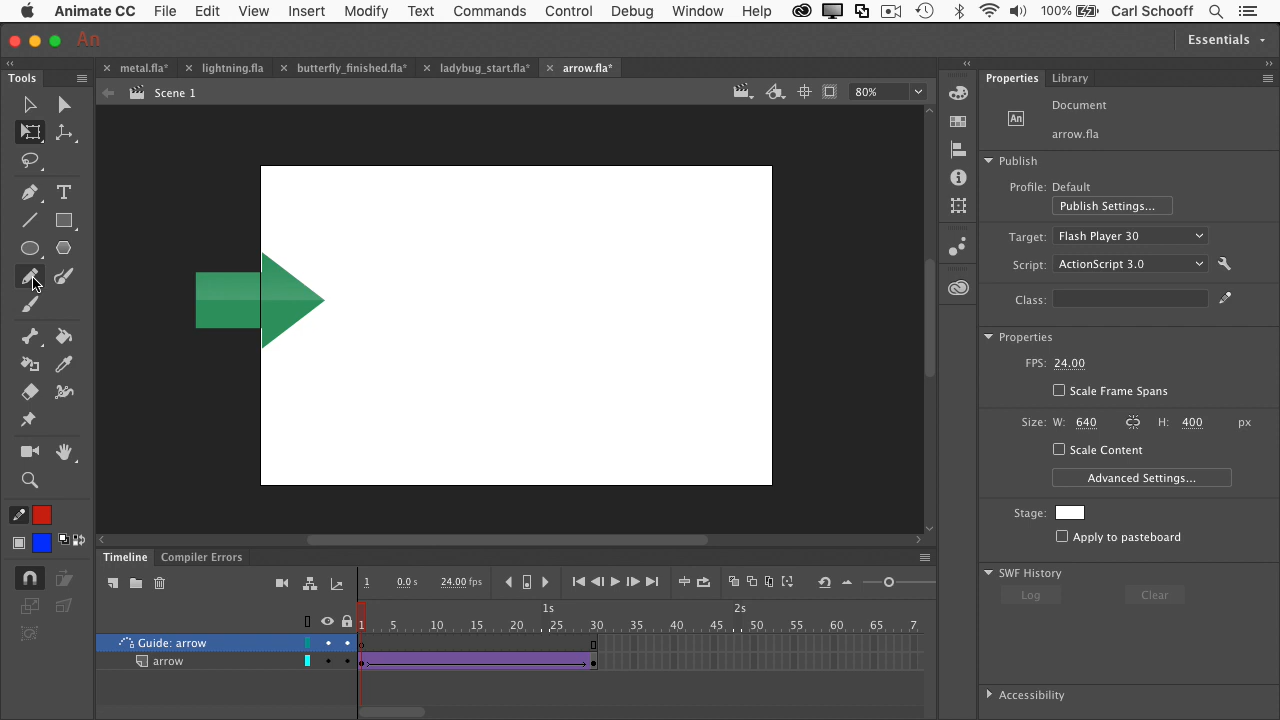 Animate CC File Edit View Insert Modify Text Commands Control Debug Window Help 100% Carl Schooff
An Essentials
Tools
metal.fla* lightning.fla butterfly_finished.fla* ladybug_start.fla* arrow.fla*
Scene 1 80%
Properties Library
Document
An
arrow.fla
Publish
Profile: Default
Publish Settings...
Target: Flash Player 30
Script: ActionScript 3.0
Class:
Properties
FPS: 24.00
Scale Frame Spans
Size: W: 640 H: 400 px
Scale Content
Advanced Settings...
Stage:
Apply to pasteboard
SWF History
Log Clear
Accessibility
Timeline Compiler Errors
1 0.0 s 24.00 fps
1s 2s
1 5 10 15 20 25 30 35 40 45 50 55 60 65 7
Guide: arrow
arrow